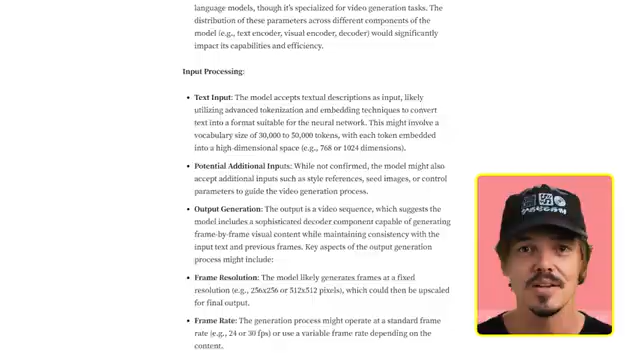 language models, though it's specialized for video generation tasks. The
distribution of these parameters across different components of the
model (e.g., text encoder, visual encoder, decoder) would significantly
impact its capabilities and efficiency.
Input Processing:
• Text Input: The model accepts textual descriptions as input, likely
utilizing advanced tokenization and embedding techniques to convert
text into a format suitable for the neural network. This might involve a
vocabulary size of 30,000 to 50,000 tokens, with each token embedded
into a high-dimensional space (e.g., 768 or 1024 dimensions).
• Potential Additional Inputs: While not confirmed, the model might also
accept additional inputs such as style references, seed images, or control
parameters to guide the video generation process.
• Output Generation: The output is a video sequence, which suggests the
model includes a sophisticated decoder component capable of generating
frame-by-frame visual content while maintaining consistency with the
input text and previous frames. Key aspects of the output generation
process might include:
• Frame Resolution: The model likely generates frames at a fixed
resolution (e.g., 256x256 or 512x512 pixels), which could then be upscaled
for final output.
• Frame Rate: The generation process might operate at a standard frame
rate (e.g., 24 or 30 fps) or use a variable frame rate depending on the
content.